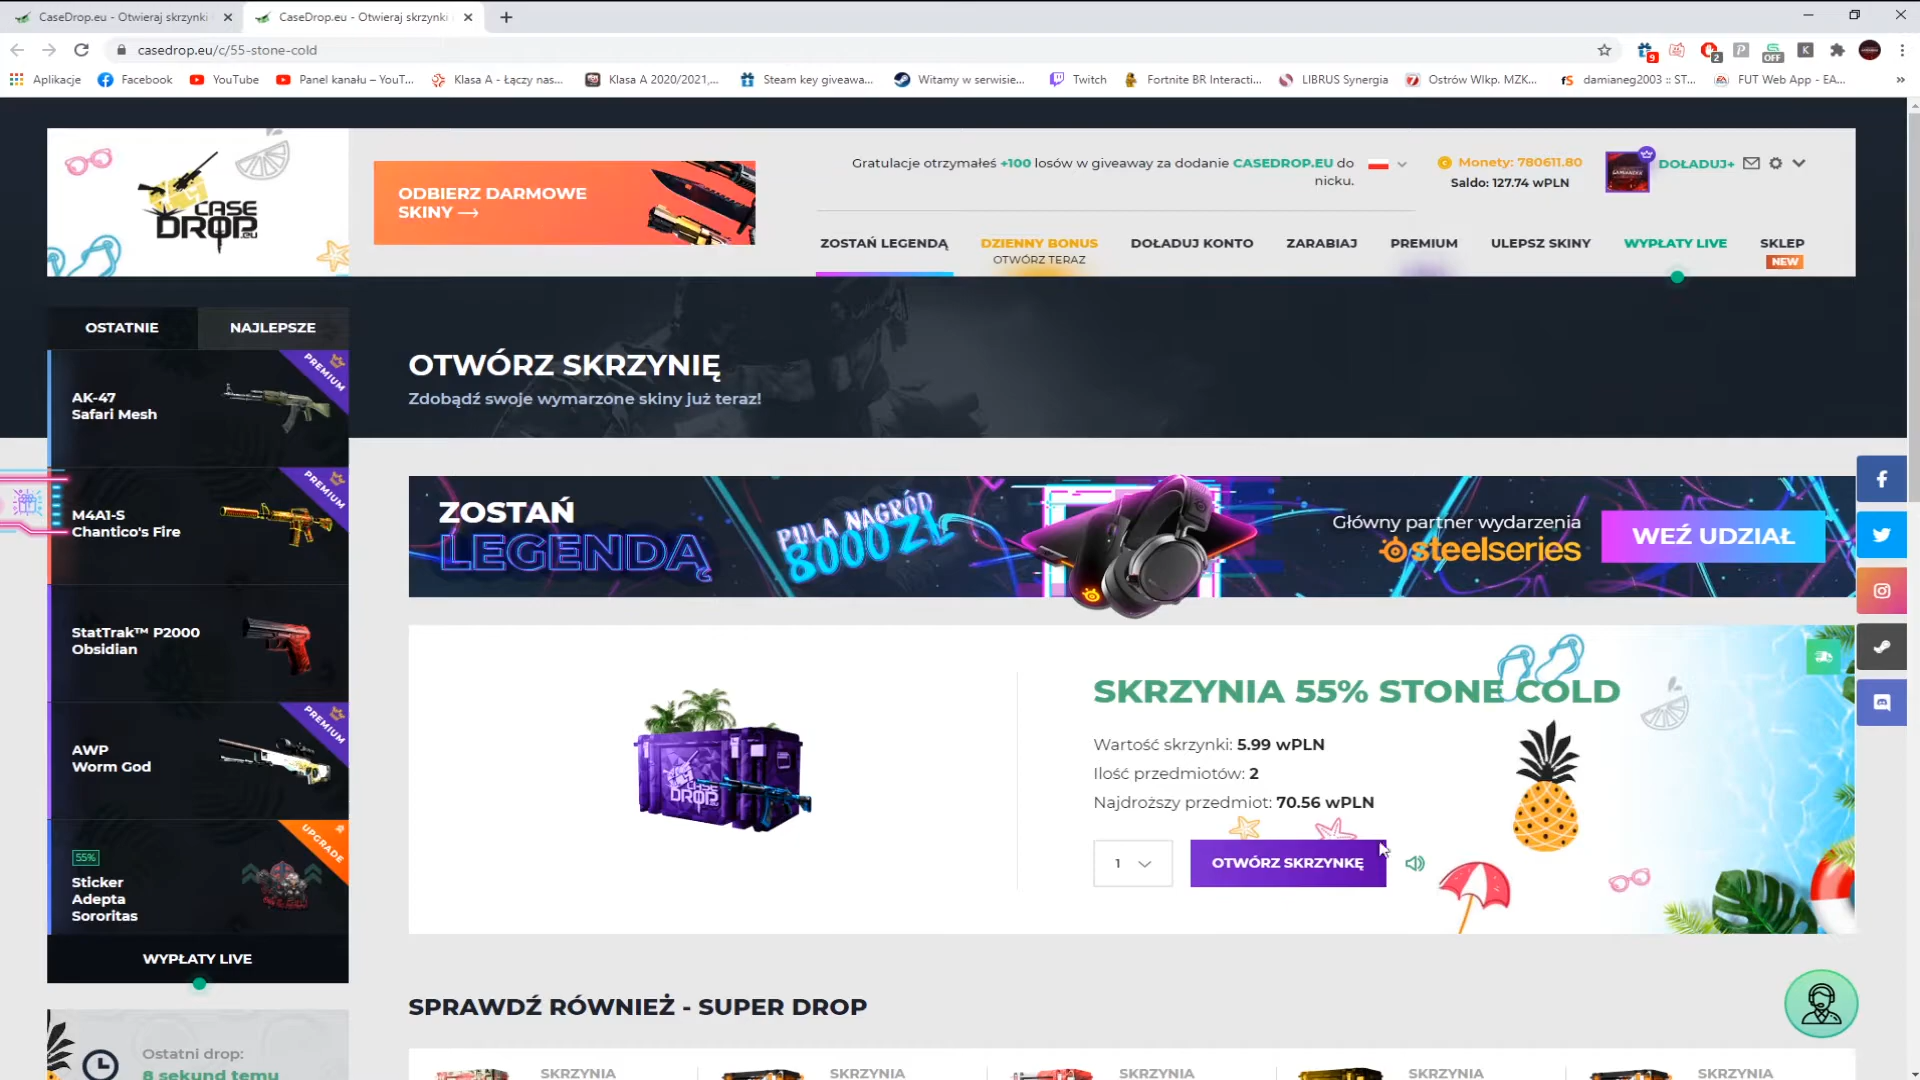 CaseDrop.eu - Otwieraj skrzynki
CaseDrop.eu - Otwieraj skrzynki
casedrop.eu/c/55-stone-cold
9
2
OFF
K
Aplikacje
Facebook
YouTube
Panel kanału – YouT...
Klasa A - Łączy nas...
Klasa A 2020/2021,...
Steam key giveawa...
Witamy w serwisie...
Twitch
Fortnite BR Interacti...
LIBRUS Synergia
Ostrów Wlkp. MZK...
damianeg2003 :: ST...
FUT Web App - EA...
CASE
DROP.eu
ODBIERZ DARMOWE
SKINY →
Gratulacje otrzymałeś +100 losów w giveaway za dodanie CASEDROP.EU do
nicku.
Monety: 780611.80
Saldo: 127.74 wPLN
DOŁADUJ+
ZOSTAŃ LEGENDĄ
DZIENNY BONUS
OTWÓRZ TERAZ
DOŁADUJ KONTO
ZARABIAJ
PREMIUM
ULEPSZ SKINY
WYPŁATY LIVE
SKLEP
NEW
OSTATNIE
NAJLEPSZE
OTWÓRZ SKRZYNIĘ
Zdobądź swoje wymarzone skiny już teraz!
AK-47
Safari Mesh
PREMIUM
M4A1-S
Chantico's Fire
PREMIUM
StatTrak™ P2000
Obsidian
AWP
Worm God
PREMIUM
55%
Sticker
Adepta
Sororitas
UPGRADE
WYPŁATY LIVE
Ostatni drop:
8 sekund temu
ZOSTAŃ
LEGENDĄ
PULA NAGRÓD
8000 ZŁ
Główny partner wydarzenia
steelseries
WEŹ UDZIAŁ
CASE
DROP.eu
SKRZYNIA 55% STONE COLD
Wartość skrzynki: 5.99 wPLN
Ilość przedmiotów: 2
Najdroższy przedmiot: 70.56 wPLN
1
OTWÓRZ SKRZYNKĘ
SPRAWDŹ RÓWNIEŻ - SUPER DROP
SKRZYNIA
SKRZYNIA
SKRZYNIA
SKRZYNIA
SKRZYNIA